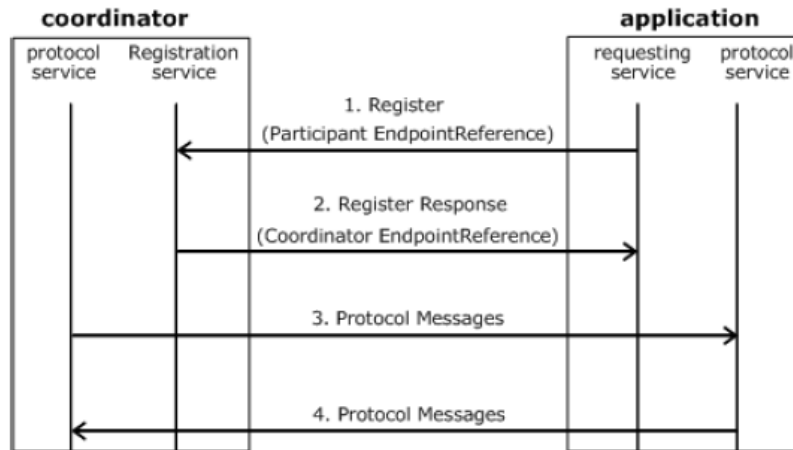 coordinator
application
protocol service
Registration service
requesting service
protocol service
1. Register
(Participant EndpointReference)
2. Register Response
(Coordinator EndpointReference)
3. Protocol Messages
4. Protocol Messages